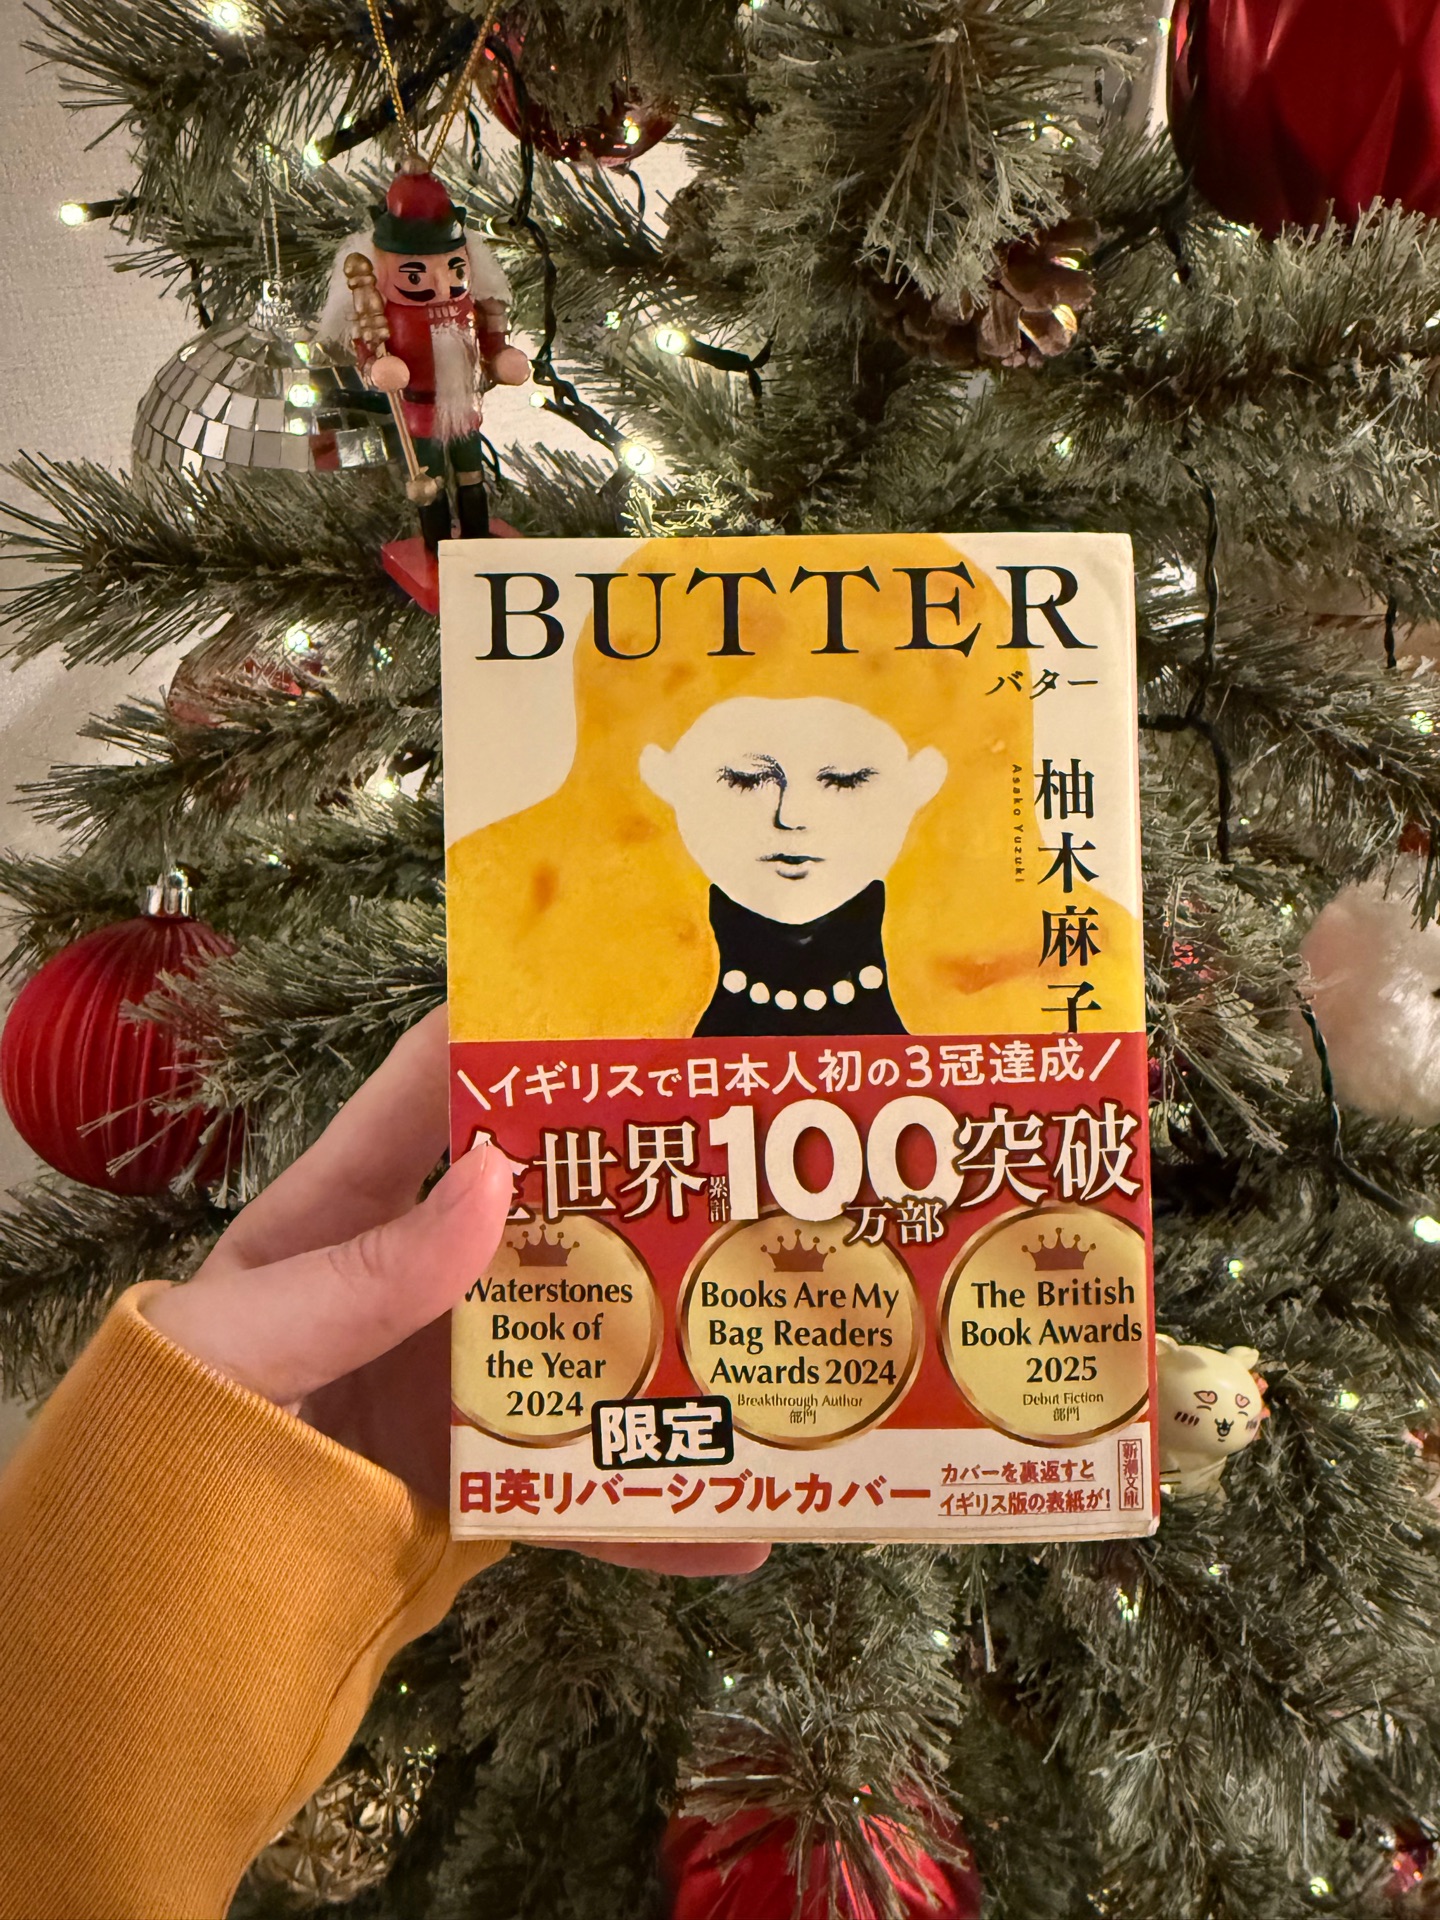 BUTTER
バター
柚木麻子
Asako Yuzuki
\イギリスで日本人初の3冠達成/
全世界累計100万部突破
Waterstones
Book of
the Year
2024
Books Are My
Bag Readers
Awards 2024
Breakthrough Author
部門
The British
Book Awards
2025
Debut Fiction
部門
限定
日英リバーシブルカバー
カバーを裏返すと
イギリス版の表紙が!
新潮文庫